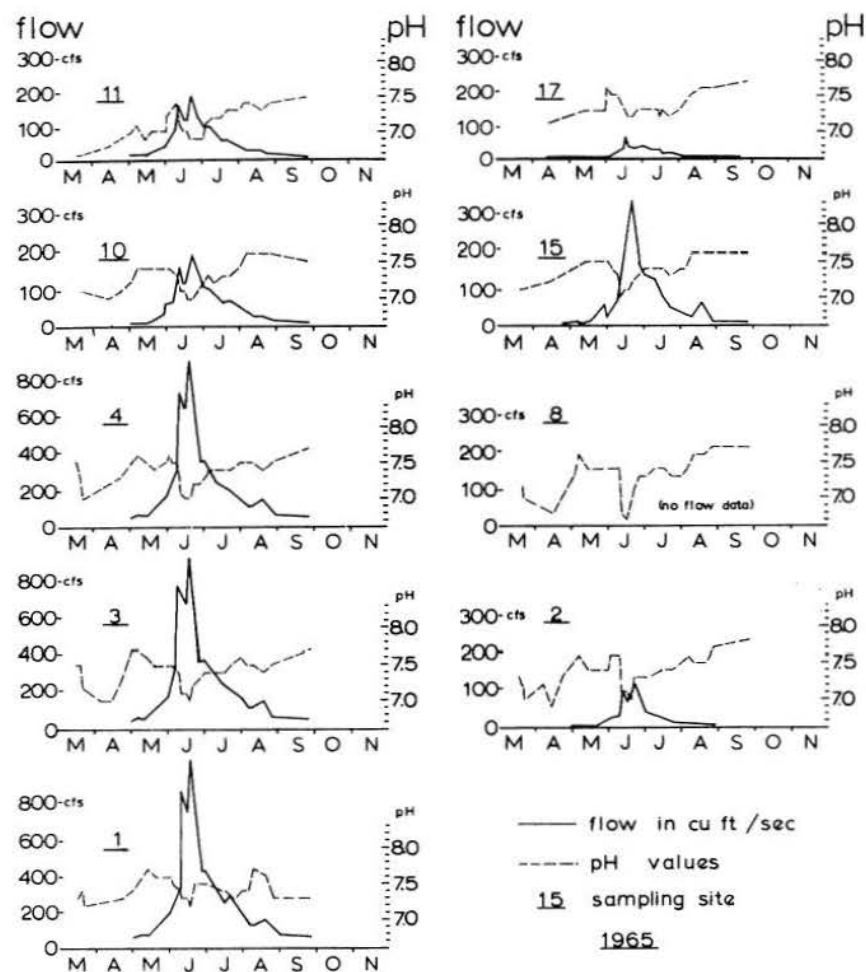 flow pH flow pH
300-cfs 8.0 300-cfs 8.0
11 17
200- 7.5 200- 7.5
100- 7.0 100- 7.0
0 0
M A M J J A S O N M A M J J A S O N
pH pH
300-cfs 8.0 300-cfs 8.0
10 15
200- 7.5 200- 7.5
100- 7.0 100- 7.0
0 0
M A M J J A S O N M A M J J A S O N
800-cfs pH 300-cfs 8 pH
600- 4 8.0 200- 8.0
400- 7.5 100- 7.5
200- 7.0 (no flow data) 7.0
0 0
M A M J J A S O N M A M J J A S O N
800-cfs pH pH
600- 3 8.0 300-cfs 2 8.0
400- 7.5 200- 7.5
200- 7.0 100- 7.0
0 0
M A M J J A S O N M A M J J A S O N
800-cfs pH flow in cu ft/sec
600- 1 8.0 pH values
400- 7.5 15 sampling site
200- 7.0 1965
0
M A M J J A S O N